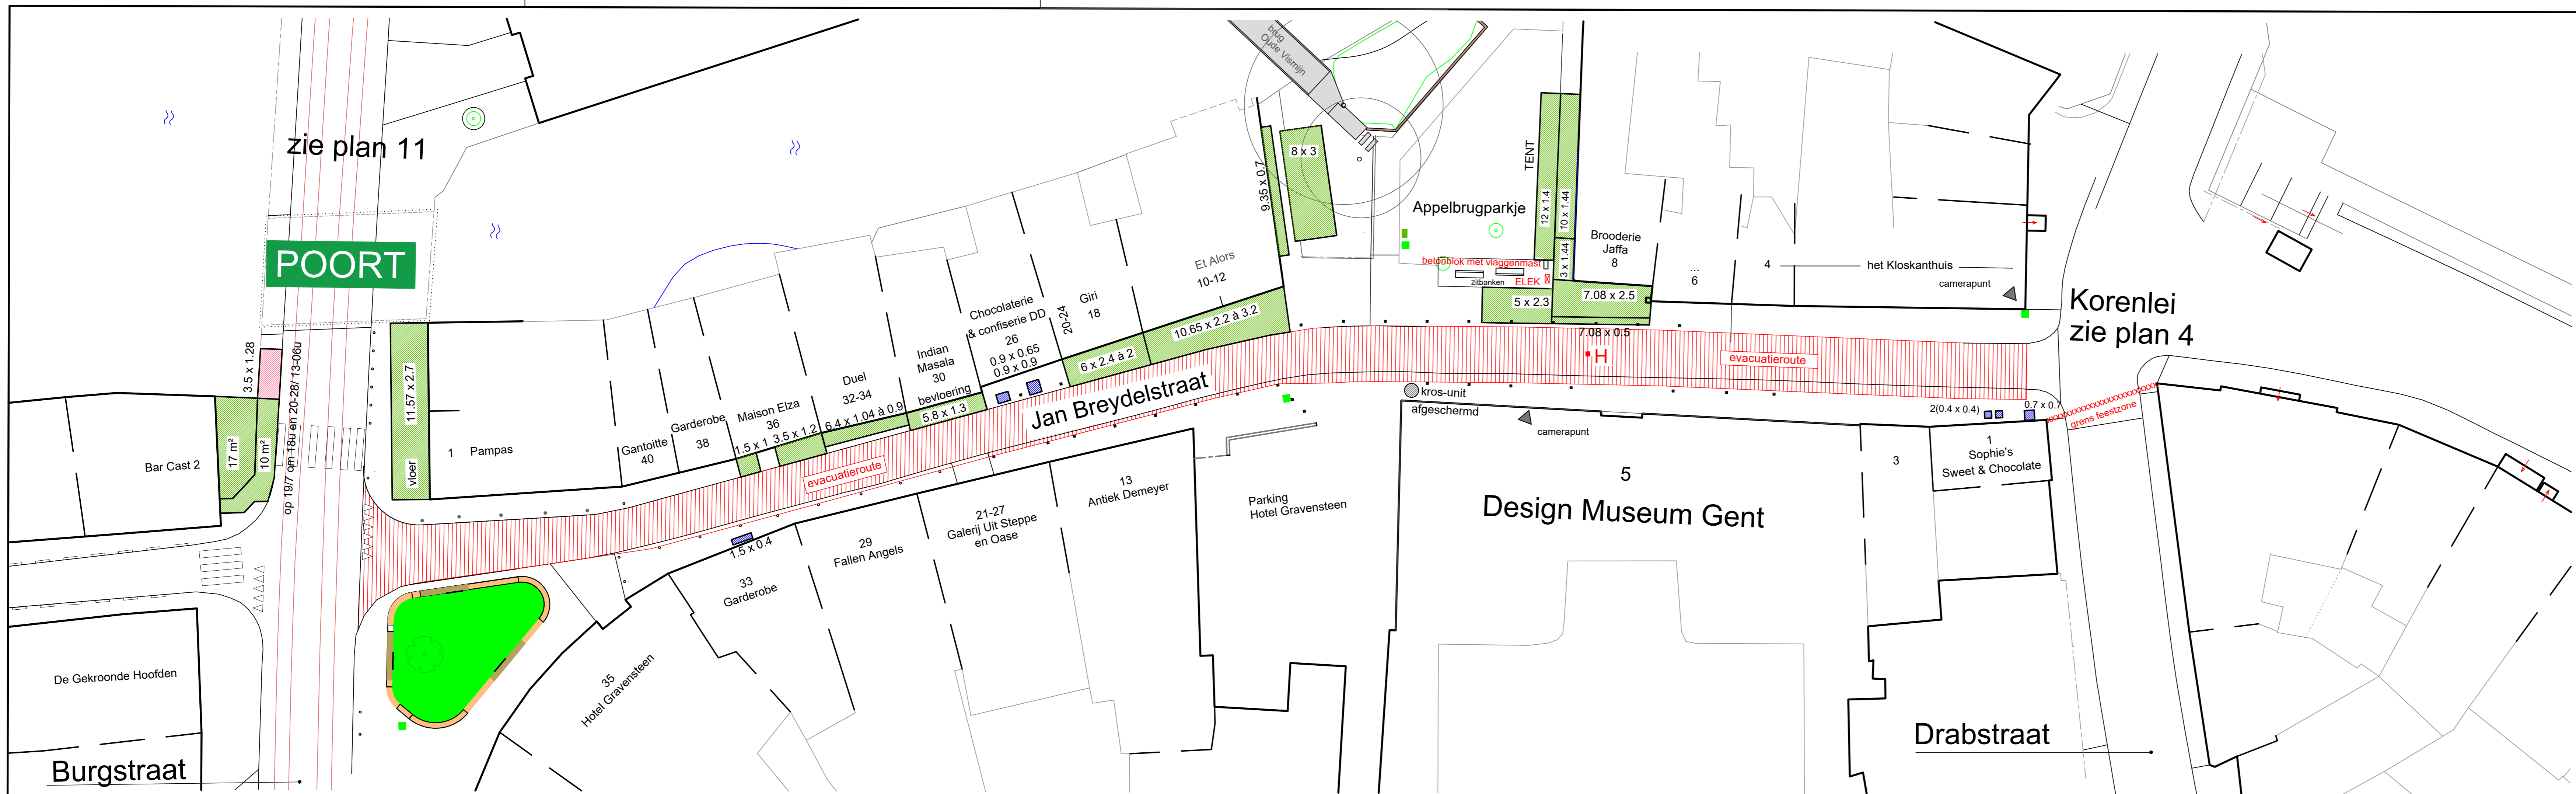 zie plan 11
POORT
3.5 x 1.28
op 19/7 om 18u en 20-28/ 13-06u
Bar Cast 2
17 m²
10 m²
De Gekroonde Hoofden
Burgstraat
11.57 x 2.7
vloer
1 Pampas
Gantoitte
40
Garderobe
38
Maison Elza
36
1.5 x 1
3.5 x 1.2
Duel
32-34
6.4 x 1.04 à 0.9
Indian
Masala
30
bevloering
5.8 x 1.3
Chocolaterie
& confiserie DD
26
0.9 x 0.65
0.9 x 0.9
20-24
Giri
18
6 x 2.4 à 2
Et Alors
10-12
10.65 x 2.2 à 3.2
9.35 x 0.7
8 x 3
brug
Oude Vismijn
Appelbrugparkje
TENT
12 x 1.4
10 x 1.44
3 x 1.44
betonblok met vlaggenmast
zitbanken
ELEK
5 x 2.3
7.08 x 2.5
7.08 x 0.5
Brooderie
Jaffa
8
...
6
4
het Kloskanthuis
camerapunt
Korenlei
zie plan 4
evacuatieroute
Jan Breydelstraat
H
evacuatieroute
kros-unit
afgeschermd
camerapunt
1.5 x 0.4
35
Hotel Gravensteen
33
Garderobe
29
Fallen Angels
21-27
Galerij Uit Steppe
en Oase
13
Antiek Demeyer
Parking
Hotel Gravensteen
5
Design Museum Gent
3
1
Sophie's
Sweet & Chocolate
2(0.4 x 0.4)
0.7 x 0.7
grens feestzone
Drabstraat